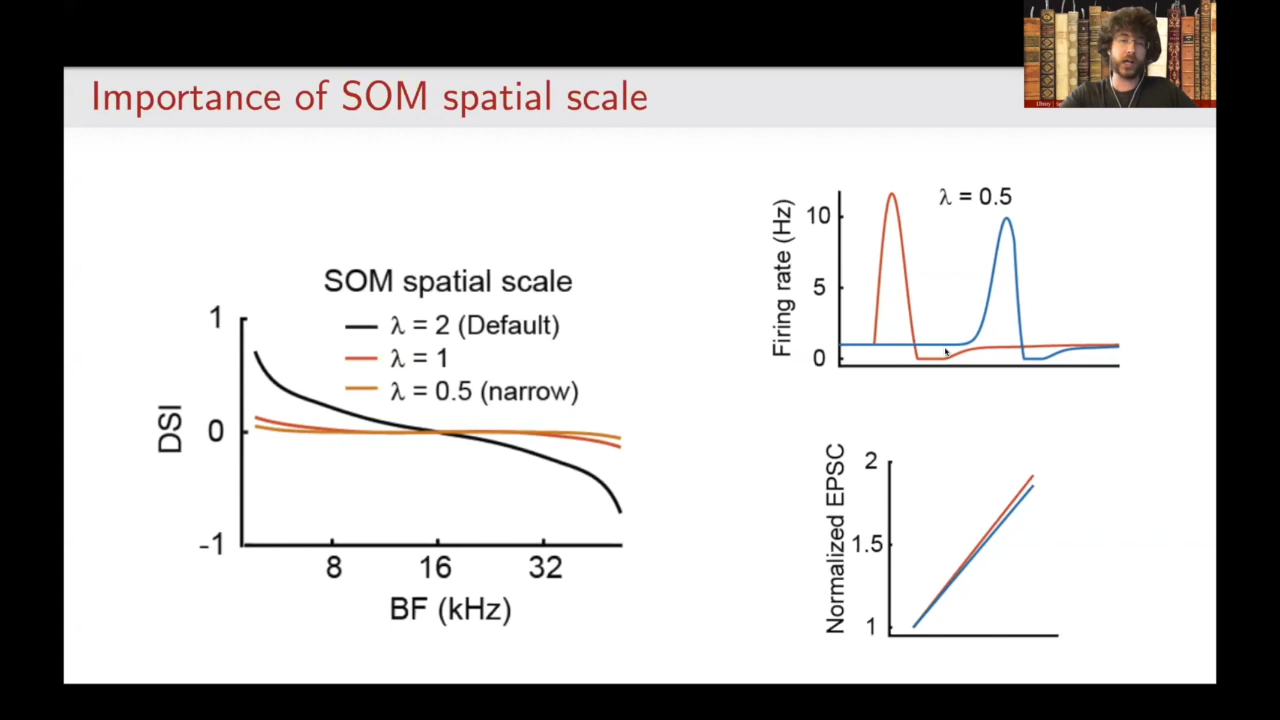 Importance of SOM spatial scale
SOM spatial scale
λ = 2 (Default)
λ = 1
λ = 0.5 (narrow)
1
0
-1
DSI
8 16 32
BF (kHz)
λ = 0.5
Firing rate (Hz)
10
5
0
Normalized EPSC
2
1.5
1